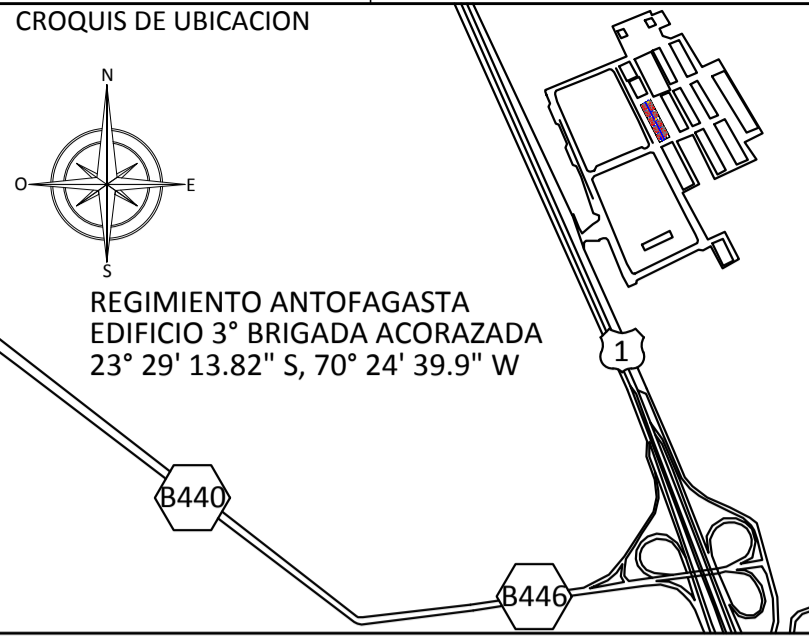 CROQUIS DE UBICACION
N
O
E
S
REGIMIENTO ANTOFAGASTA
EDIFICIO 3° BRIGADA ACORAZADA
23° 29' 13.82" S, 70° 24' 39.9" W
1
B440
B446